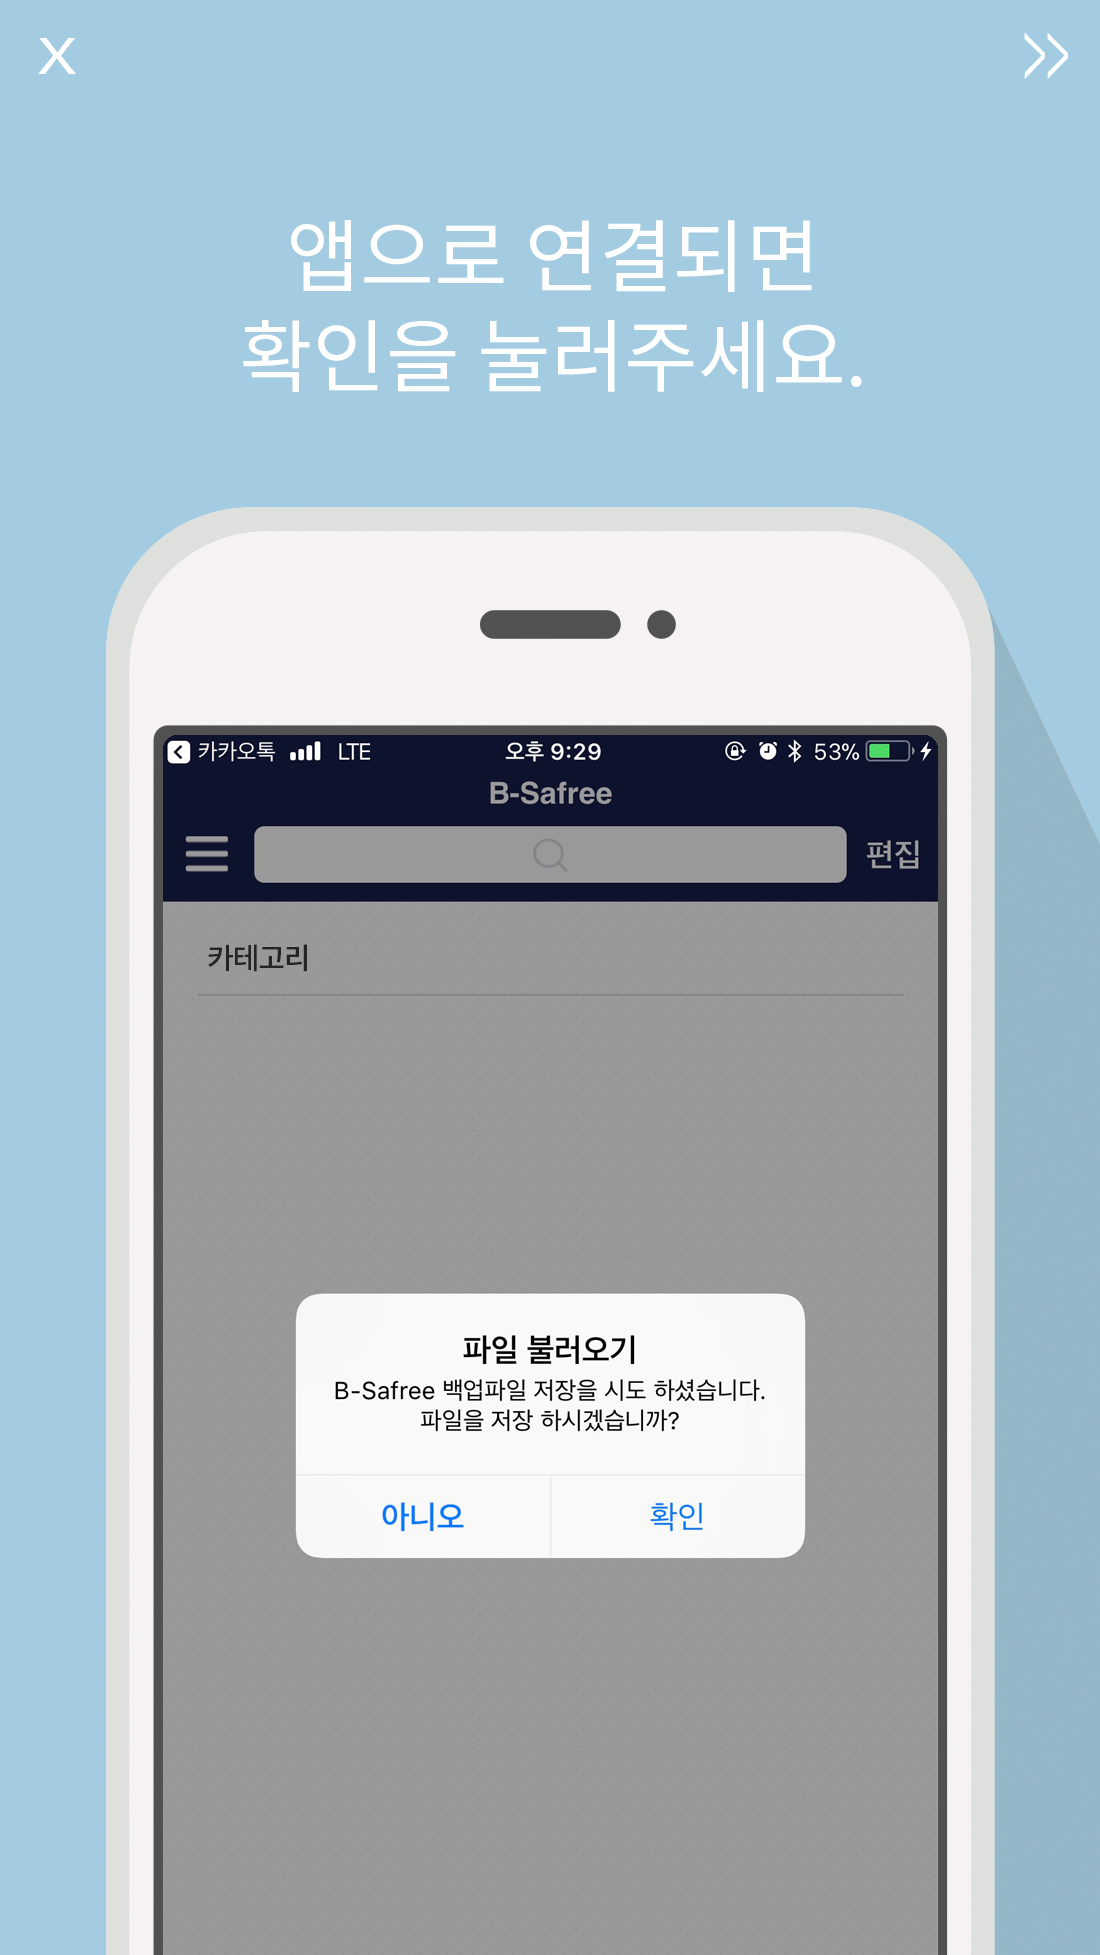 X
앱으로 연결되면
확인을 눌러주세요.
카카오톡 LTE 오후 9:29 53%
B-Safree
편집
카테고리
파일 불러오기
B-Safree 백업파일 저장을 시도 하셨습니다.
파일을 저장 하시겠습니까?
아니오 확인